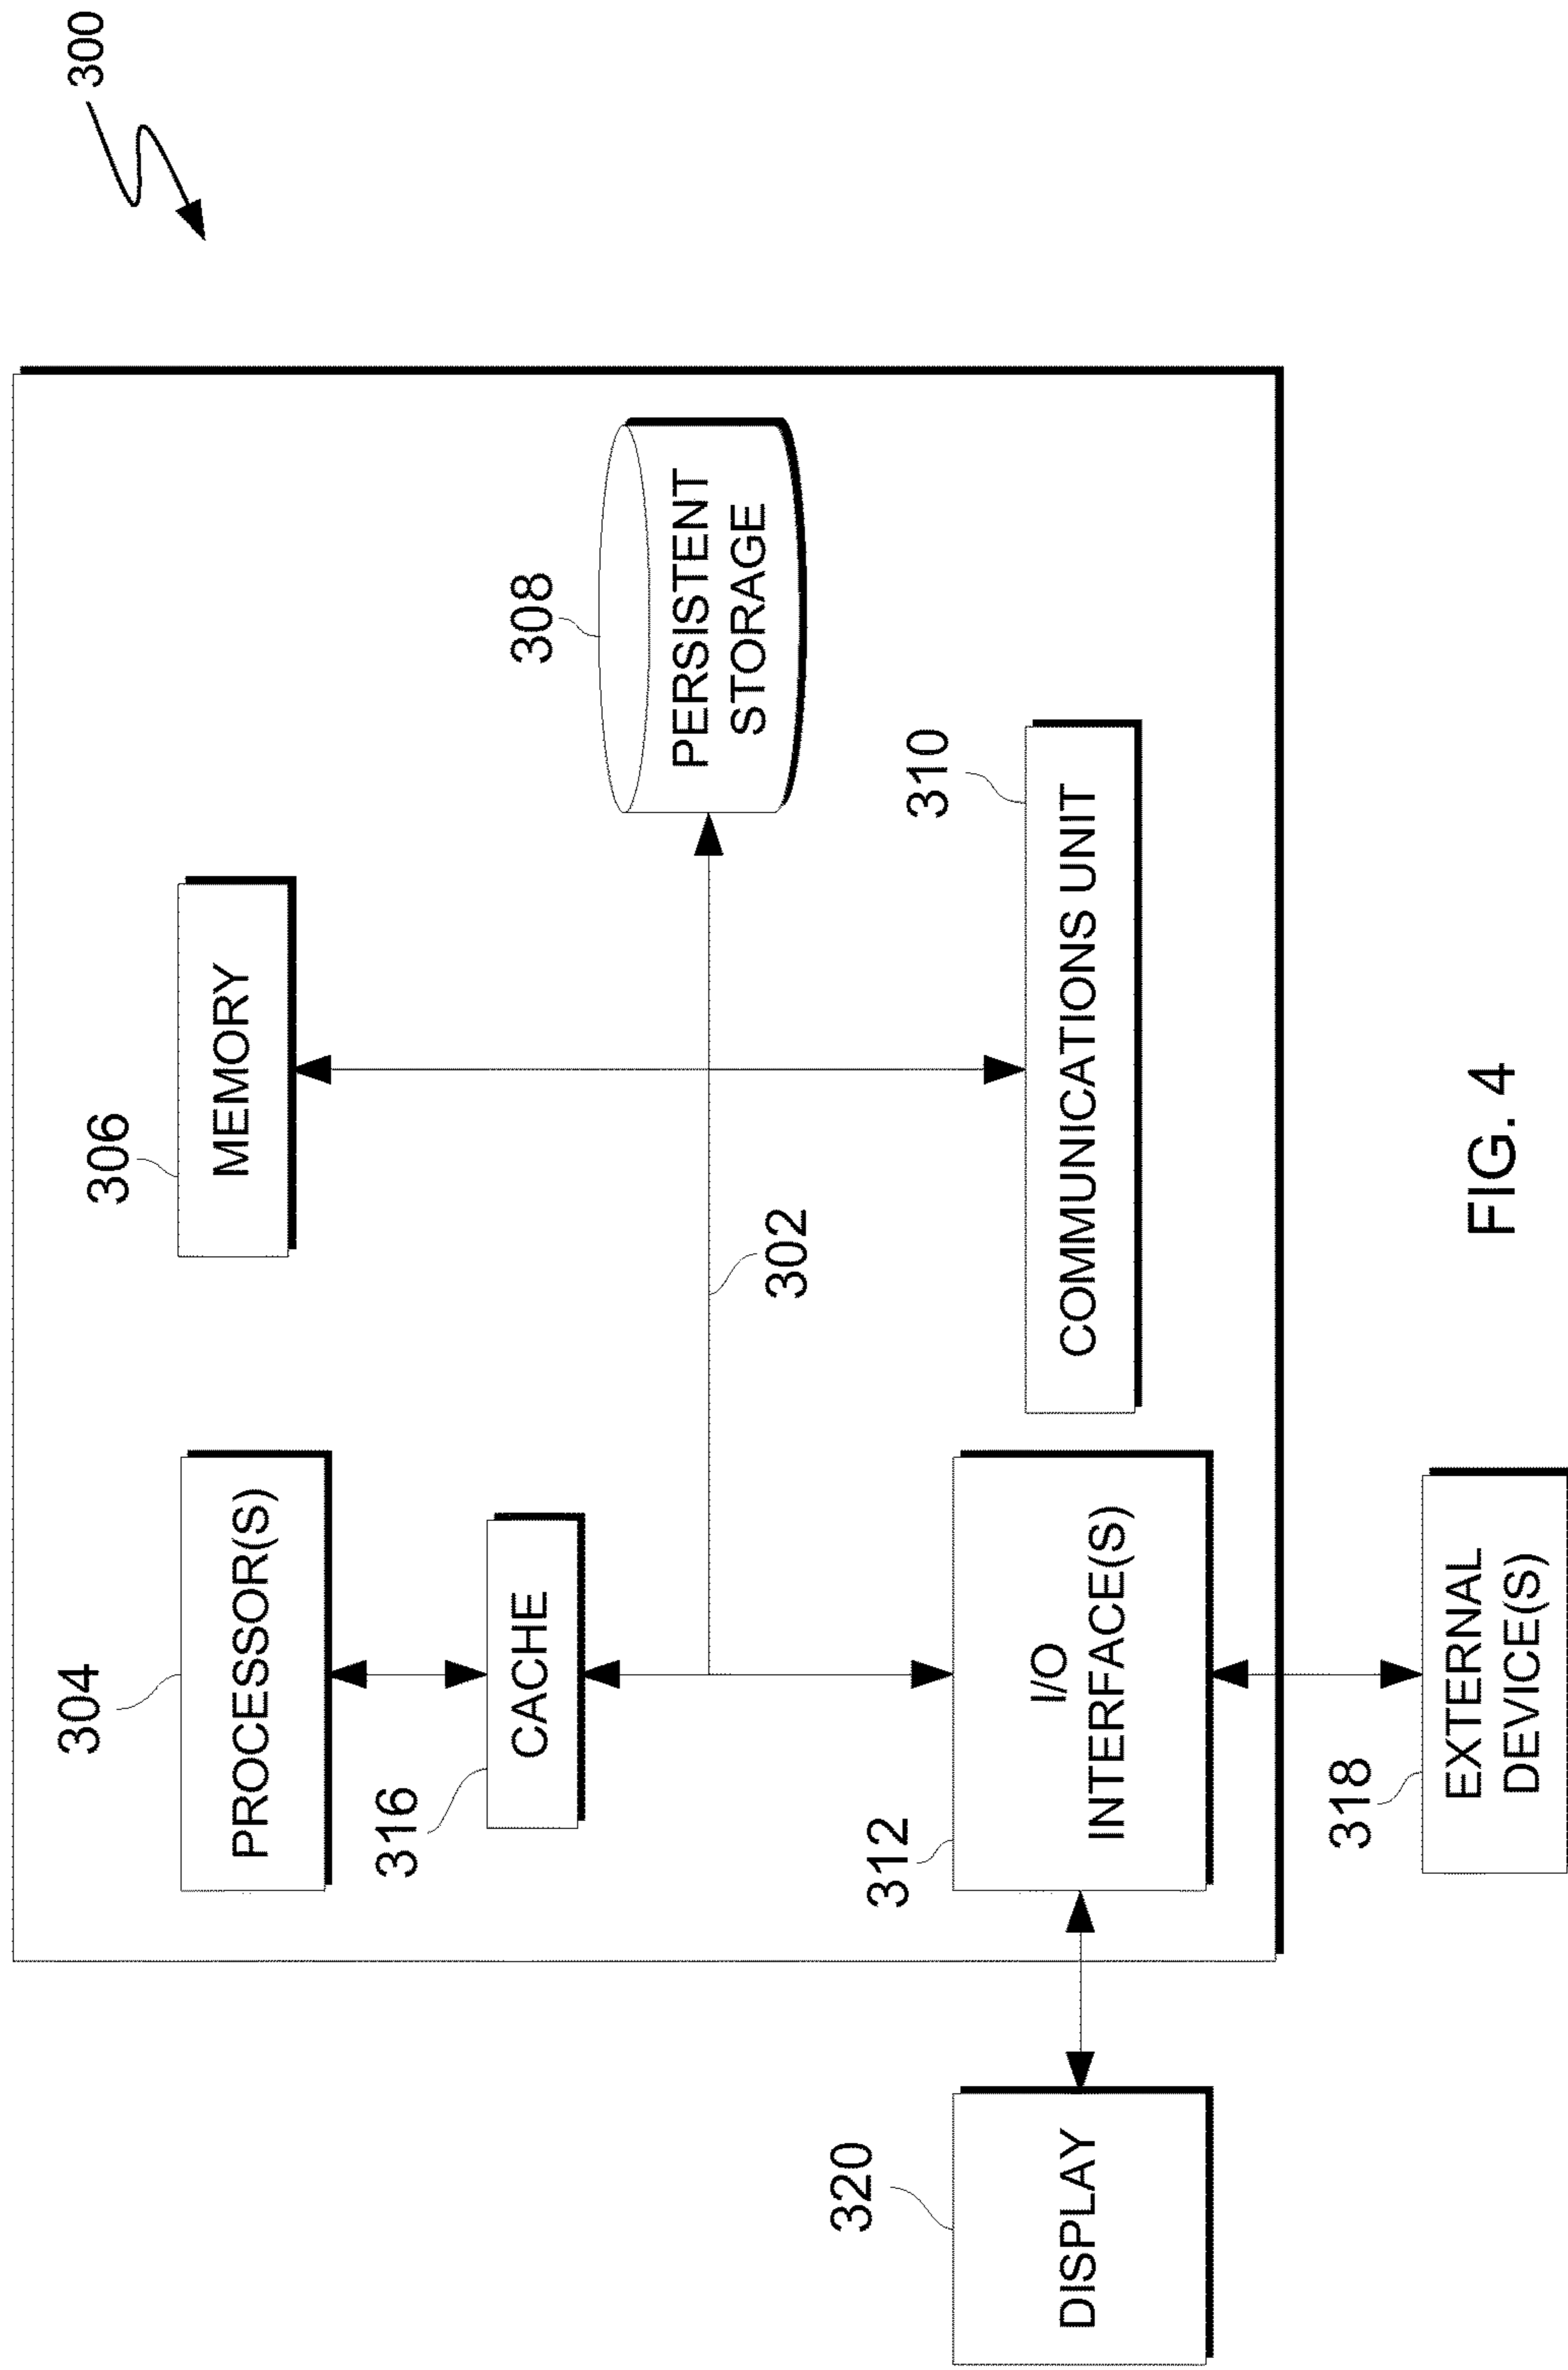 300
304
PROCESSOR(S)
306
MEMORY
316
CACHE
308
PERSISTENT
STORAGE
302
320
DISPLAY
312
I/O
INTERFACE(S)
310
COMMUNICATIONS UNIT
318
EXTERNAL
DEVICE(S)
FIG. 4